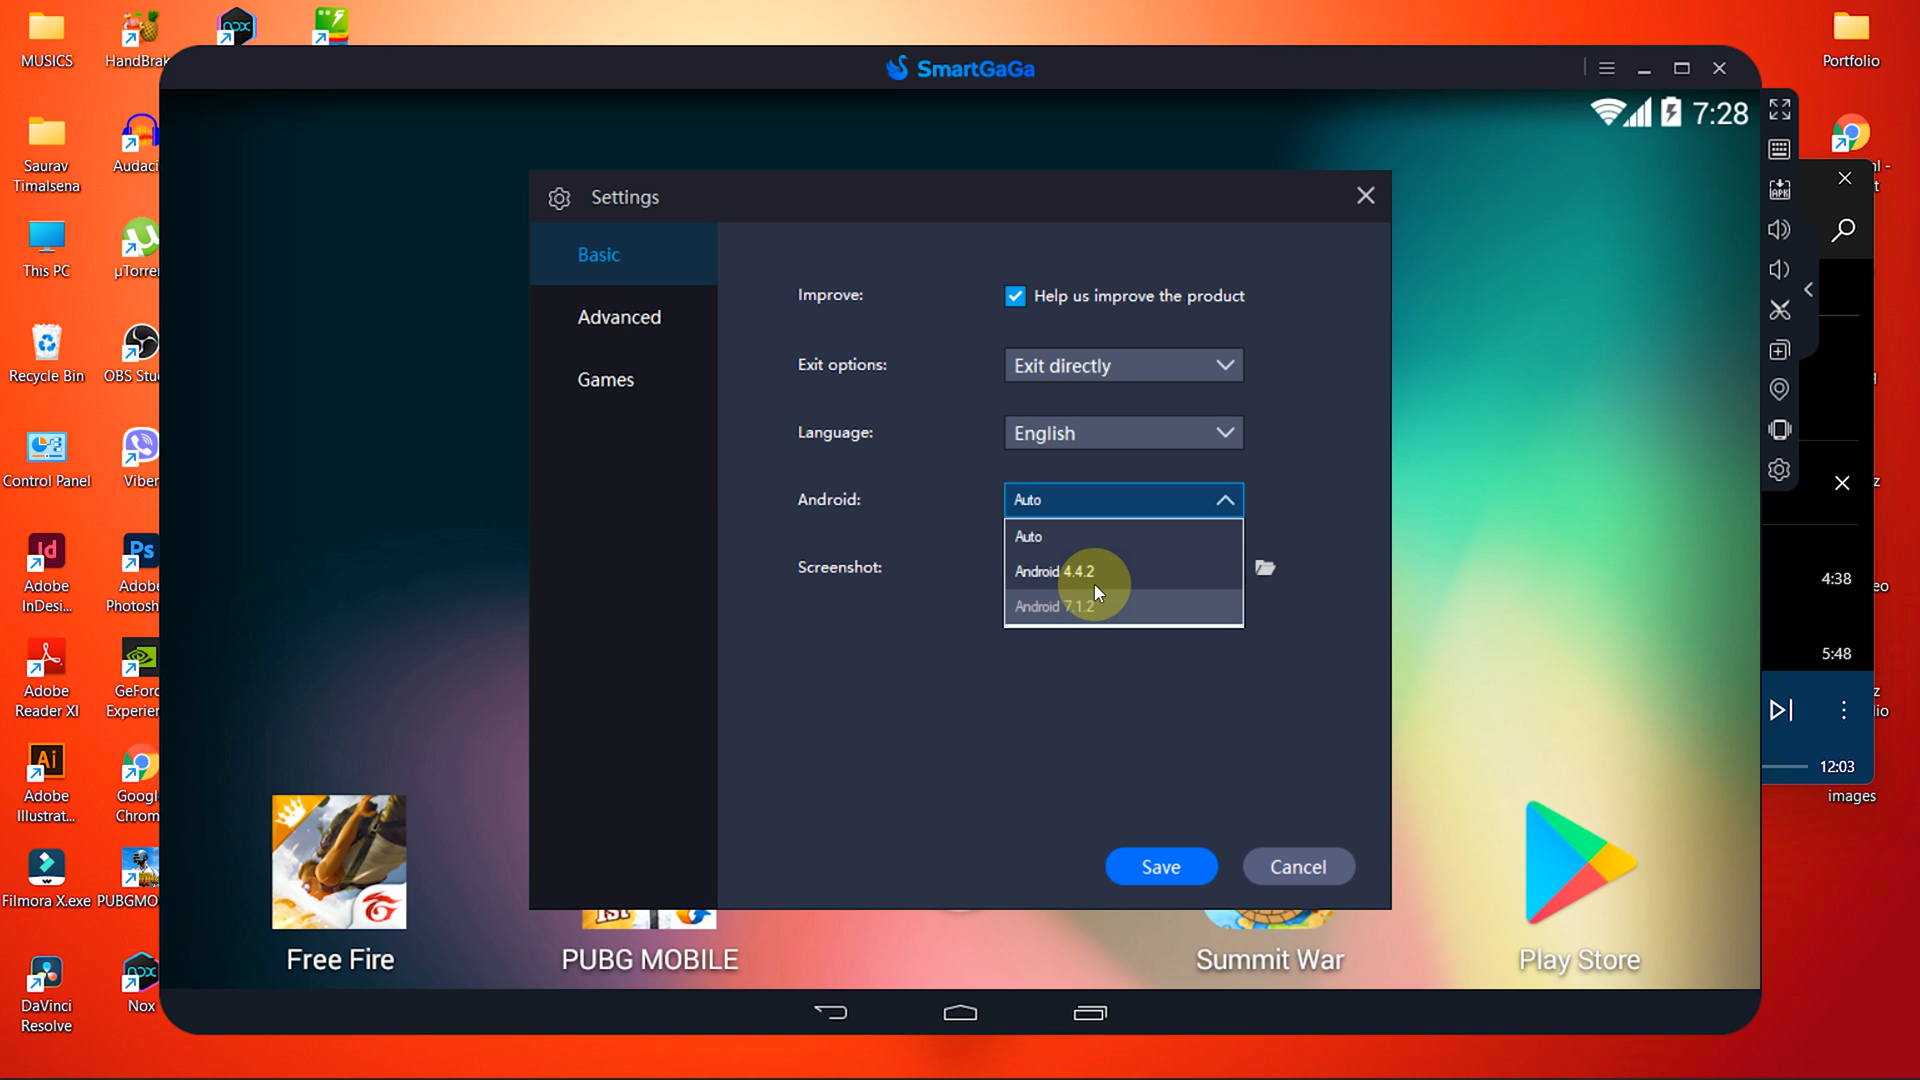 MUSICS
HandBrak
Portfolio
SmartGaGa
7:28
Saurav
Timalsena
Audaci
Settings
Basic
Improve:
Help us improve the product
This PC
µTorre
Advanced
Exit options:
Exit directly
Recycle Bin
OBS Stu
Games
Language:
English
Control Panel
Viber
Android:
Auto
Auto
Android 4.4.2
Android 7.1.2
Screenshot:
4:38
5:48
Adobe
InDesi...
Adobe
Photosh
Adobe
Reader XI
GeForc
Experien
12:03
images
Adobe
Illustrat...
Googl
Chrom
Save
Cancel
Filmora X.exe
PUBGMO
Free Fire
PUBG MOBILE
Summit War
Play Store
DaVinci
Resolve
Nox